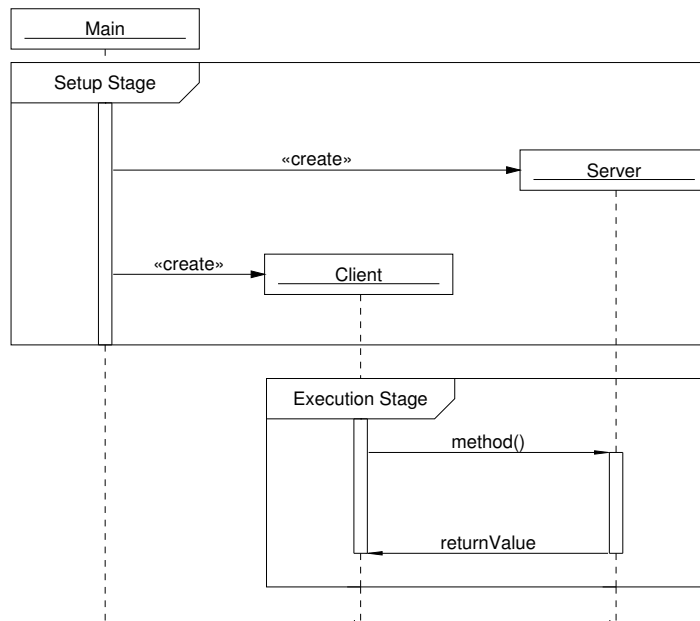 Main
Setup Stage
«create»
Server
«create»
Client
Execution Stage
method()
returnValue